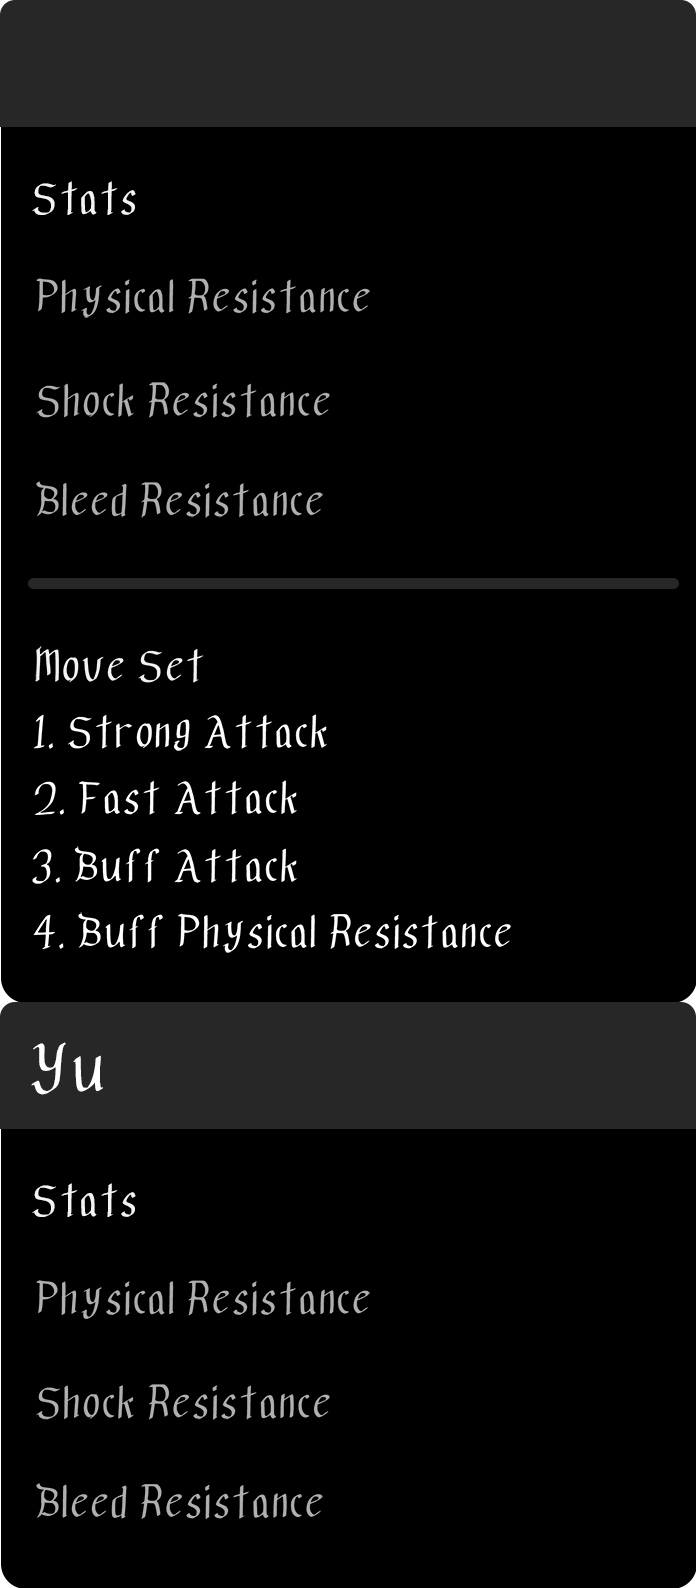 Stats
Physical Resistance
Shock Resistance
Bleed Resistance
Move Set
1. Strong Attack
2. Fast Attack
3. Buff Attack
4. Buff Physical Resistance
Yu
Stats
Physical Resistance
Shock Resistance
Bleed Resistance